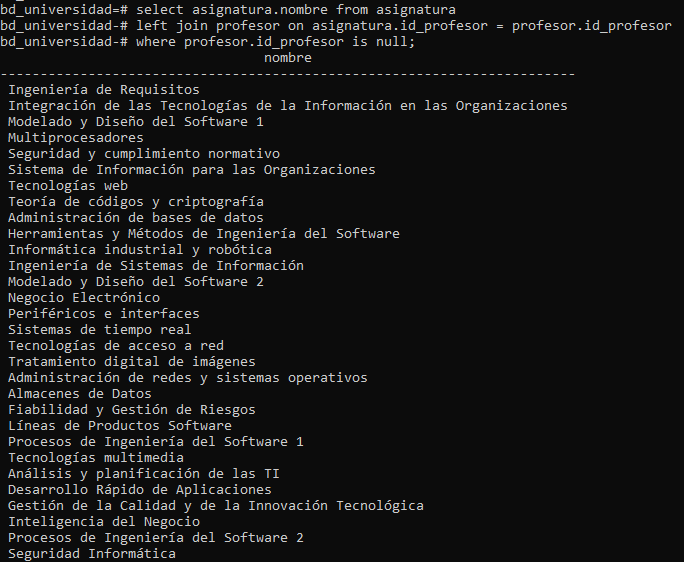 bd_universidad=# select asignatura.nombre from asignatura
bd_universidad-# left join profesor on asignatura.id_profesor = profesor.id_profesor
bd_universidad-# where profesor.id_profesor is null;
nombre
------------------------------------------------------------------------
Ingeniería de Requisitos
Integración de las Tecnologías de la Información en las Organizaciones
Modelado y Diseño del Software 1
Multiprocesadores
Seguridad y cumplimiento normativo
Sistema de Información para las Organizaciones
Tecnologías web
Teoría de códigos y criptografía
Administración de bases de datos
Herramientas y Métodos de Ingeniería del Software
Informática industrial y robótica
Ingeniería de Sistemas de Información
Modelado y Diseño del Software 2
Negocio Electrónico
Periféricos e interfaces
Sistemas de tiempo real
Tecnologías de acceso a red
Tratamiento digital de imágenes
Administración de redes y sistemas operativos
Almacenes de Datos
Fiabilidad y Gestión de Riesgos
Líneas de Productos Software
Procesos de Ingeniería del Software 1
Tecnologías multimedia
Análisis y planificación de las TI
Desarrollo Rápido de Aplicaciones
Gestión de la Calidad y de la Innovación Tecnológica
Inteligencia del Negocio
Procesos de Ingeniería del Software 2
Seguridad Informática